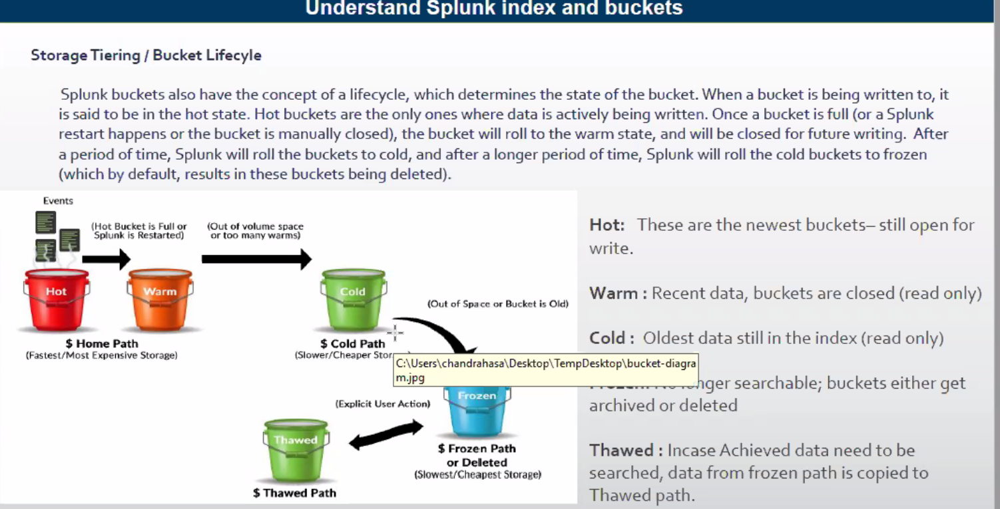 Understand Splunk index and buckets
Storage Tiering / Bucket Lifecyle
Splunk buckets also have the concept of a lifecycle, which determines the state of the bucket. When a bucket is being written to, it
is said to be in the hot state. Hot buckets are the only ones where data is actively being written. Once a bucket is full (or a Splunk
restart happens or the bucket is manually closed), the bucket will roll to the warm state, and will be closed for future writing. After
a period of time, Splunk will roll the buckets to cold, and after a longer period of time, Splunk will roll the cold buckets to frozen
(which by default, results in these buckets being deleted).
Events
(Hot Bucket is Full or
Splunk is Restarted)
(Out of volume space
or too many warms)
Hot
Warm
Cold
(Out of Space or Bucket is Old)
$ Home Path
(Fastest/Most Expensive Storage)
$ Cold Path
(Slower/Cheaper
C:\Users\chandrahasa\Desktop\TempDesktop\bucket-diagra
m.jpg
Frozen
(Explicit User Action)
Thawed
$ Frozen Path
or Deleted
(Slowest/Cheapest Storage)
$ Thawed Path
Hot: These are the newest buckets– still open for
write.
Warm : Recent data, buckets are closed (read only)
Cold : Oldest data still in the index (read only)
Frozen: No longer searchable; buckets either get
archived or deleted
Thawed : Incase Achieved data need to be
searched, data from frozen path is copied to
Thawed path.